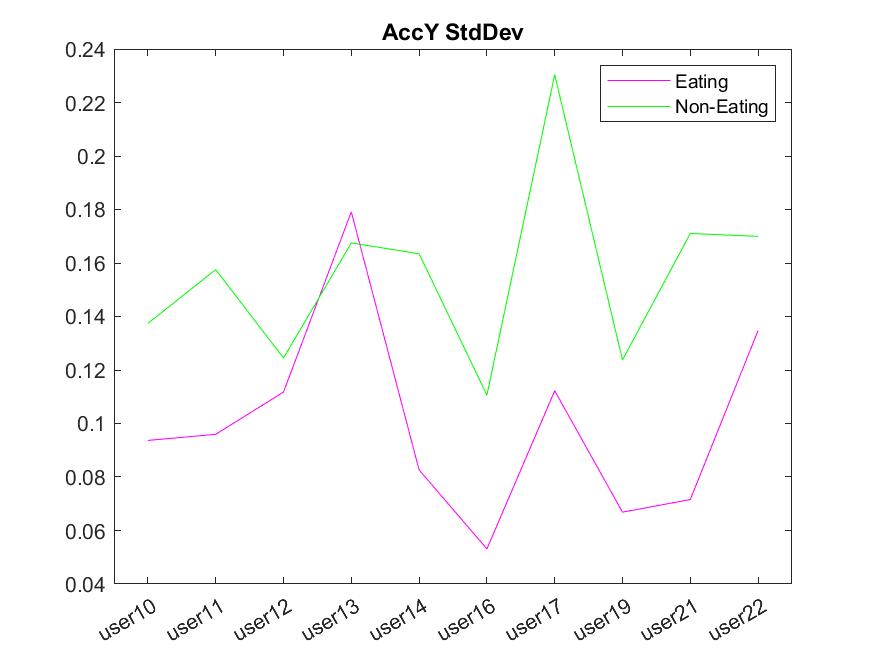 AccY StdDev
Eating
Non-Eating
0.24
0.22
0.2
0.18
0.16
0.14
0.12
0.1
0.08
0.06
0.04
user10
user11
user12
user13
user14
user16
user17
user19
user21
user22